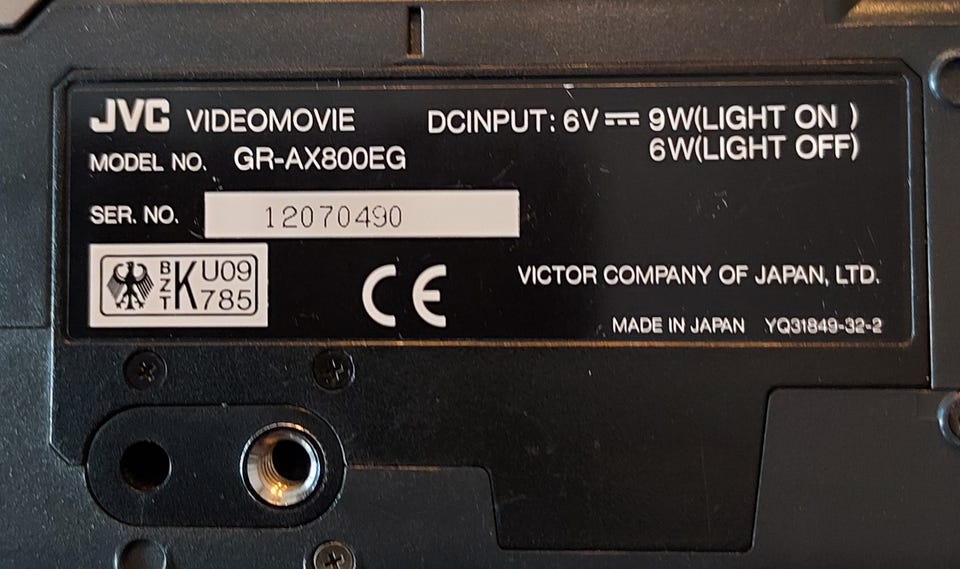 JVC VIDEOMOVIE DCINPUT: 6V⎓ 9W(LIGHT ON )
6W(LIGHT OFF)
MODEL NO. GR-AX800EG
SER. NO. 12070490
BZT K U09 785
CE
VICTOR COMPANY OF JAPAN, LTD.
MADE IN JAPAN YQ31849-32-2